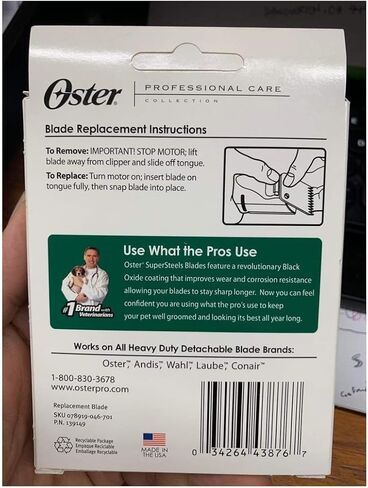 Oster
PROFESSIONAL CARE
COLLECTION
Blade Replacement Instructions
To Remove: IMPORTANT! STOP MOTOR; lift
blade away from clipper and slide off tongue.
To Replace: Turn motor on; insert blade on
tongue fully, then snap blade into place.
Use What the Pros Use
Oster® SuperSteels Blades feature a revolutionary Black
Oxide coating that improves wear and corrosion resistance
allowing your blades to stay sharper longer. Now you can feel
confident you are using what the pro's use to keep
your pet well groomed and looking its best all year long.
#1 Brand with
Veterinarians
Works on All Heavy Duty Detachable Blade Brands:
Oster®, Andis®, Wahl®, Laube®, Conair™
1-800-830-3678
www.osterpro.com
Replacement Blade
SKU 078919-046-701
P.N. 139149
Recyclable Package
Empaque Reciclable
Emballage Recyclable
MADE IN
THE USA
0 34264 43876 7